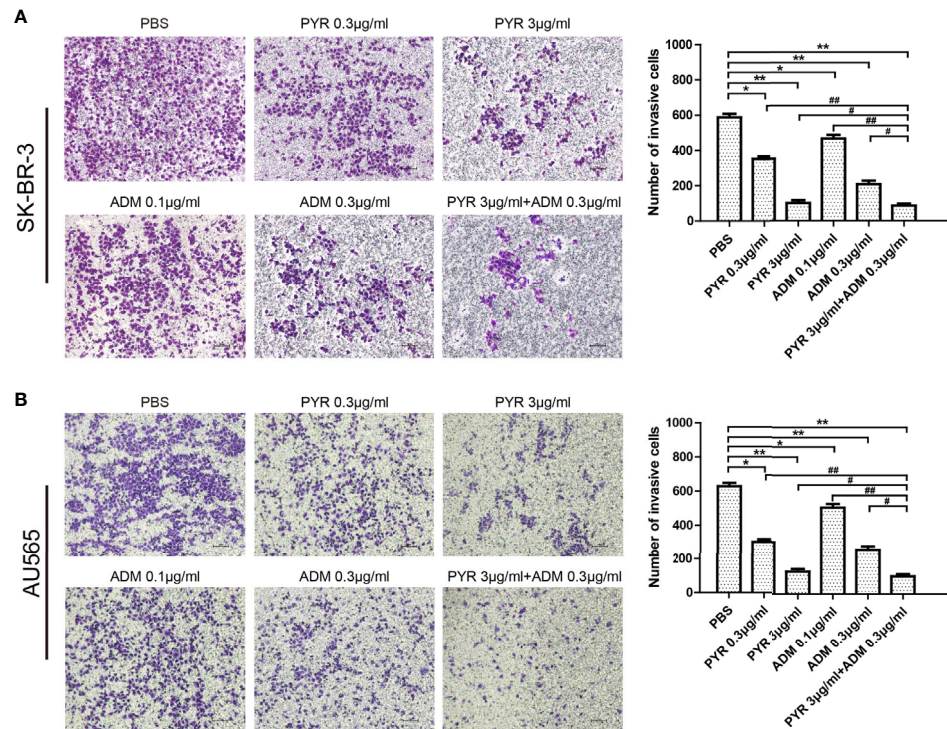 A
PBS
PYR 0.3µg/ml
PYR 3µg/ml
SK-BR-3
ADM 0.1µg/ml
ADM 0.3µg/ml
PYR 3µg/ml+ADM 0.3µg/ml
Number of invasive cells
1000
800
600
400
200
0
**
**
*
**
*
##
#
##
#
PBS
PYR 0.3µg/ml
PYR 3µg/ml
ADM 0.1µg/ml
ADM 0.3µg/ml
PYR 3µg/ml+ADM 0.3µg/ml
B
PBS
PYR 0.3µg/ml
PYR 3µg/ml
AU565
ADM 0.1µg/ml
ADM 0.3µg/ml
PYR 3µg/ml+ADM 0.3µg/ml
Number of invasive cells
1000
800
600
400
200
0
**
**
*
**
*
##
#
##
#
PBS
PYR 0.3µg/ml
PYR 3µg/ml
ADM 0.1µg/ml
ADM 0.3µg/ml
PYR 3µg/ml+ADM 0.3µg/ml